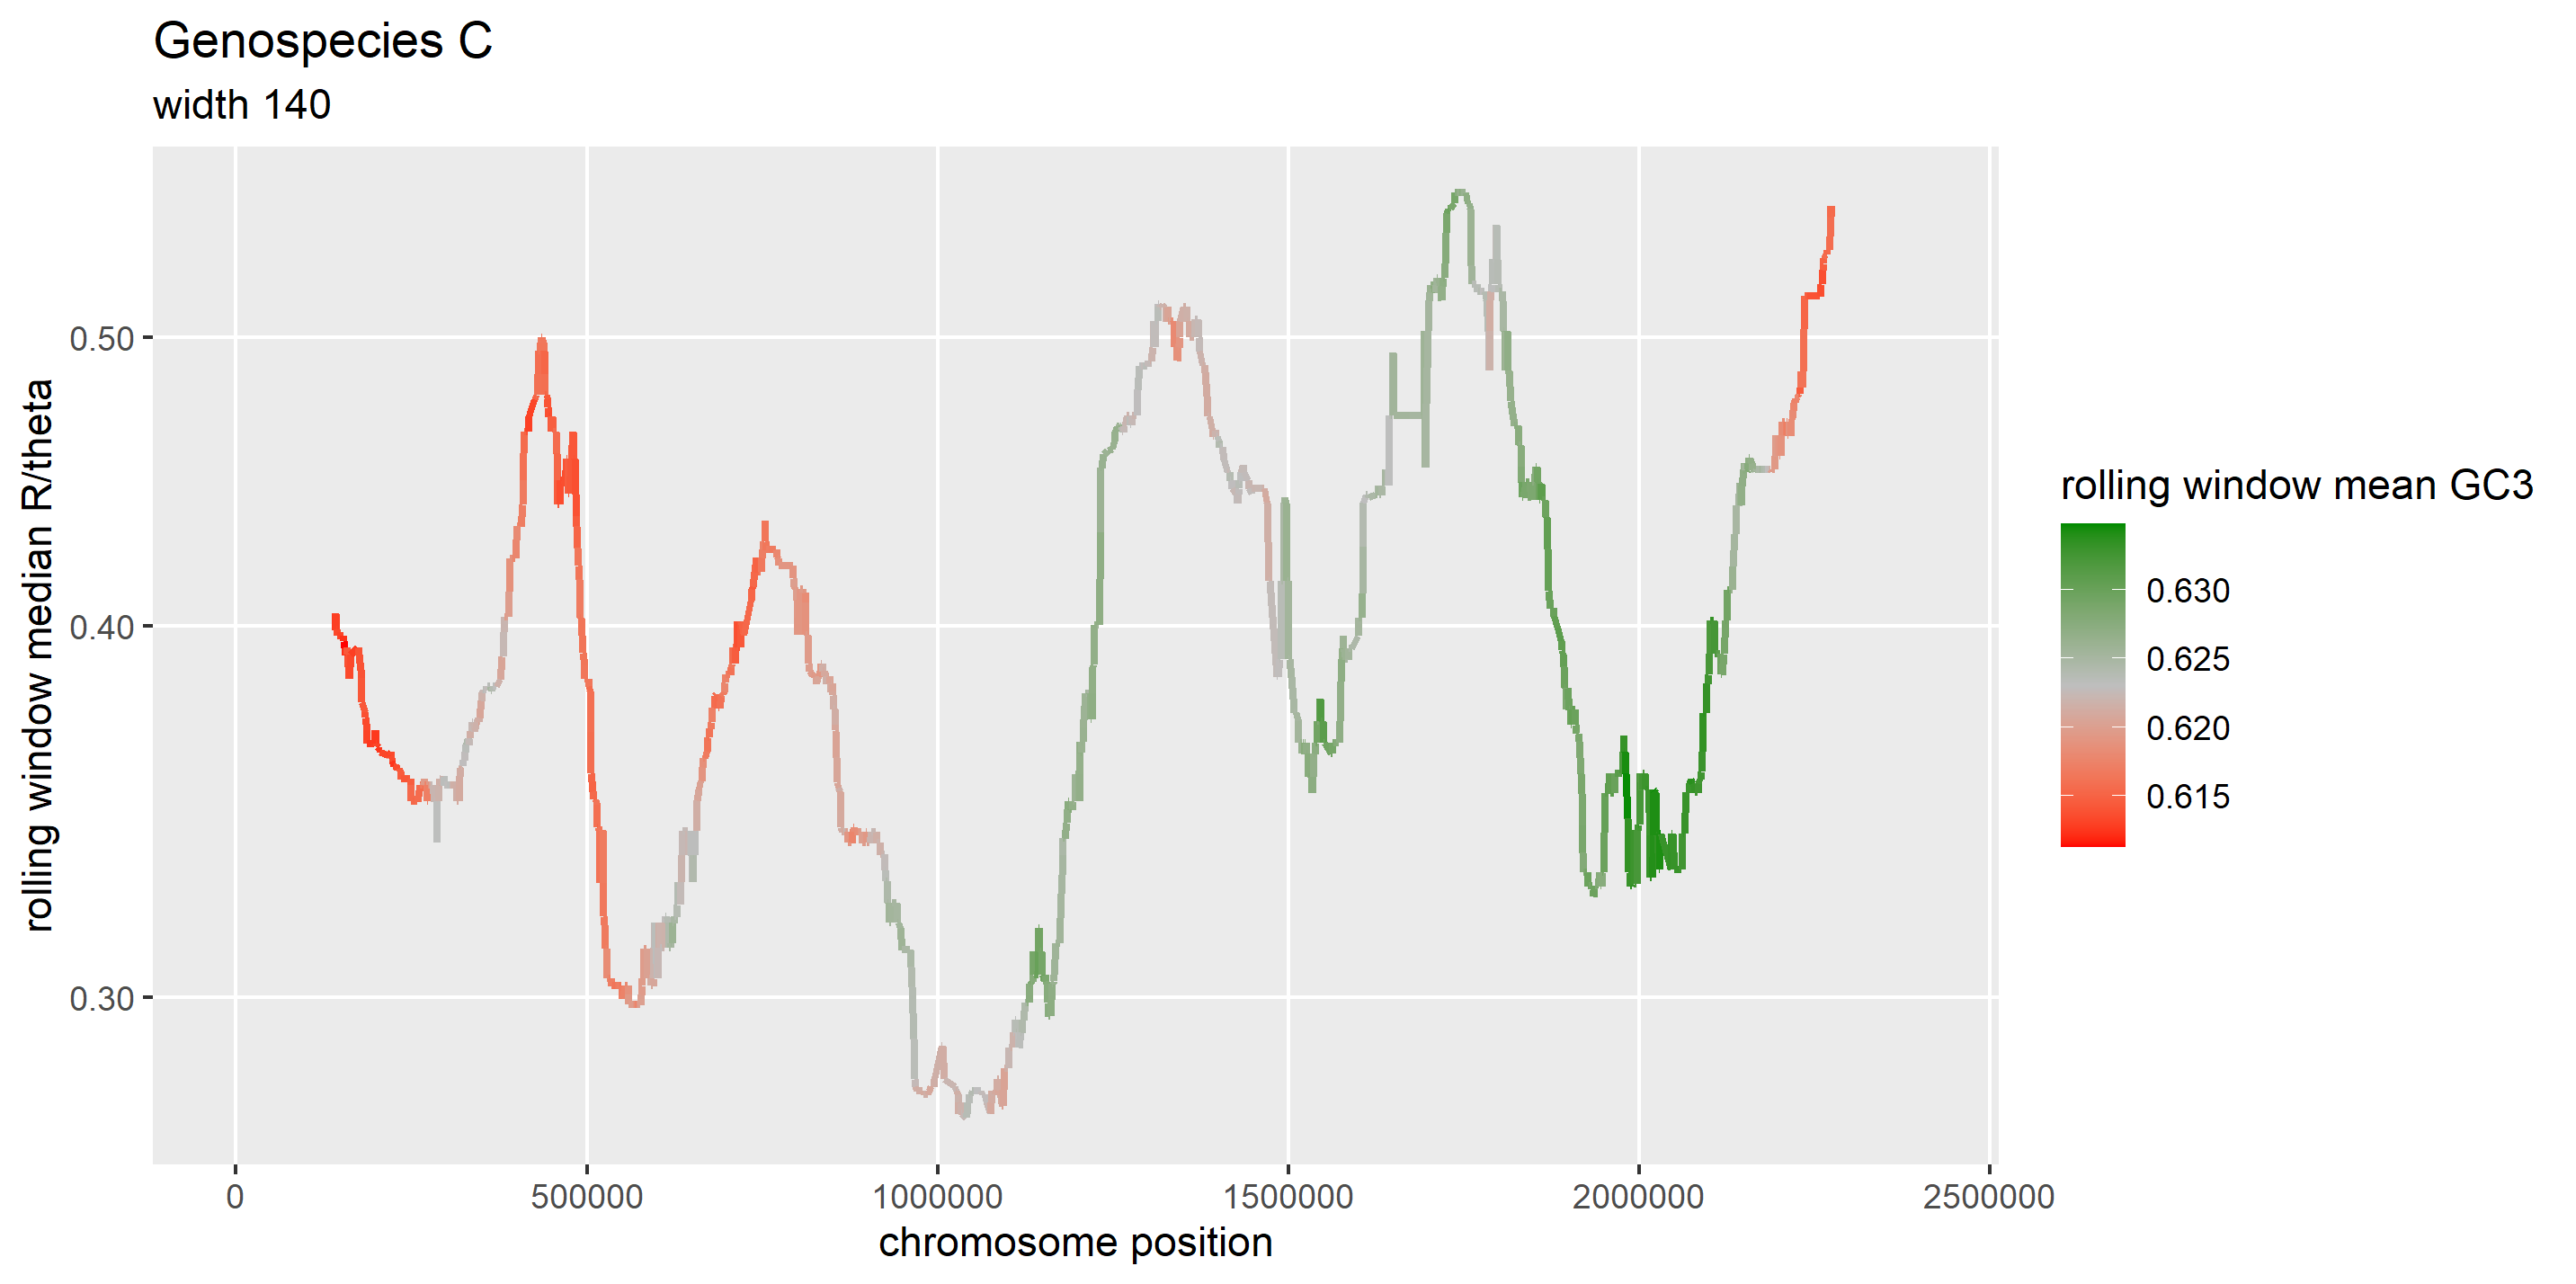 Genospecies C
width 140
rolling window median R/theta
0.50
0.40
0.30
0 500000 1000000 1500000 2000000 2500000
chromosome position
rolling window mean GC3
0.630
0.625
0.620
0.615